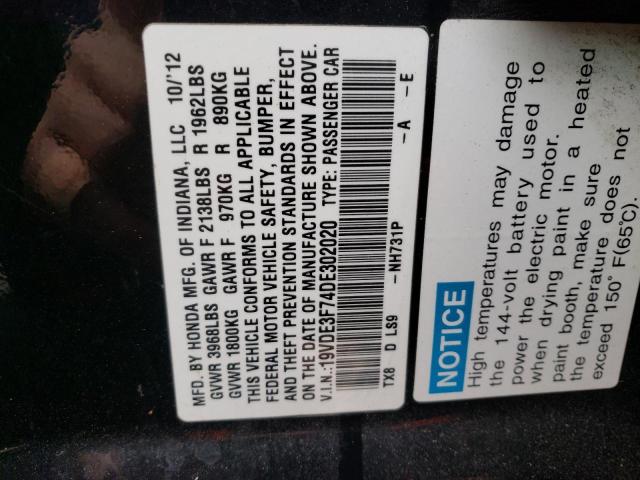 MFD. BY HONDA MFG. OF INDIANA, LLC 10/'12
GVWR 3968LBS GAWR F 2138LBS R 1962LBS
GVWR 1800KG GAWR F 970KG R 890KG
THIS VEHICLE CONFORMS TO ALL APPLICABLE
FEDERAL MOTOR VEHICLE SAFETY, BUMPER,
AND THEFT PREVENTION STANDARDS IN EFFECT
ON THE DATE OF MANUFACTURE SHOWN ABOVE.
V.I.N.:19VDE3F74DE302020 TYPE: PASSENGER CAR
TX8 D LS9 -NH731P -A -E
NOTICE
High temperatures may damage
the 144-volt battery used to
power the electric motor.
when drying paint in a heated
paint booth, make sure
the temperature does not
exceed 150° F(65℃).